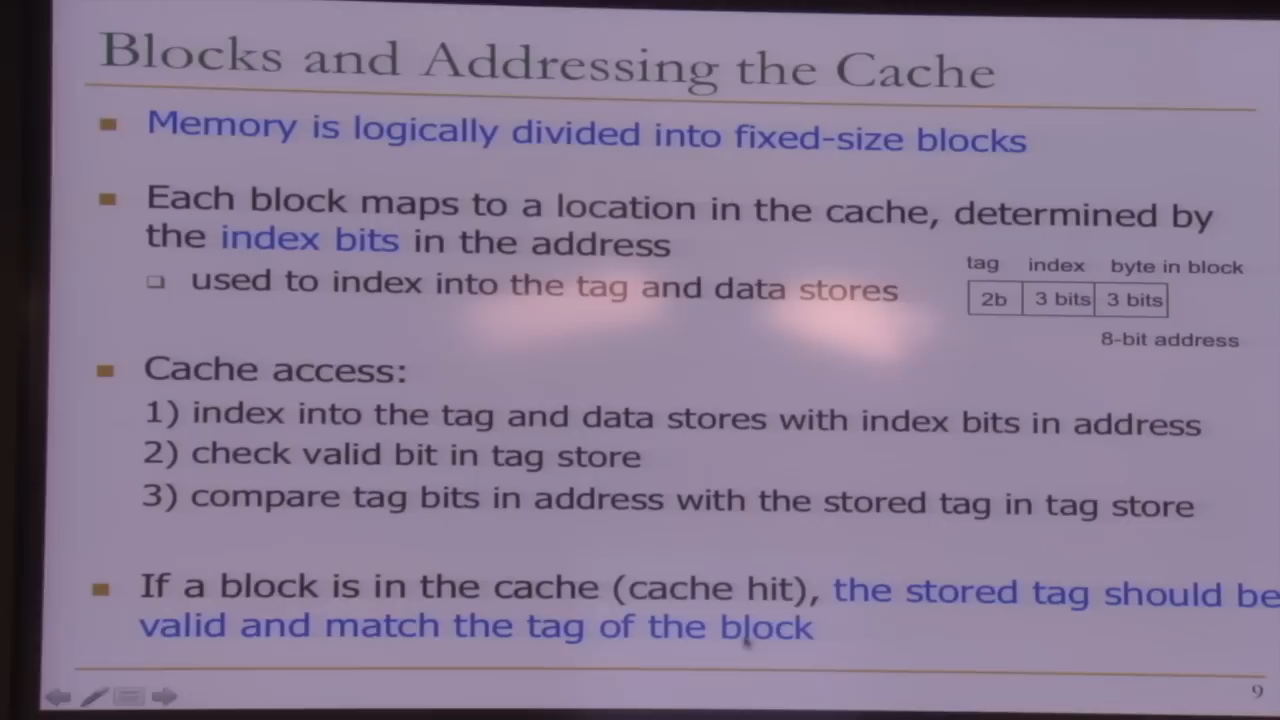 Blocks and Addressing the Cache
Memory is logically divided into fixed-size blocks
Each block maps to a location in the cache, determined by
the index bits in the address
used to index into the tag and data stores
tag index byte in block
2b 3 bits 3 bits
8-bit address
Cache access:
1) index into the tag and data stores with index bits in address
2) check valid bit in tag store
3) compare tag bits in address with the stored tag in tag store
If a block is in the cache (cache hit), the stored tag should be
valid and match the tag of the block
9